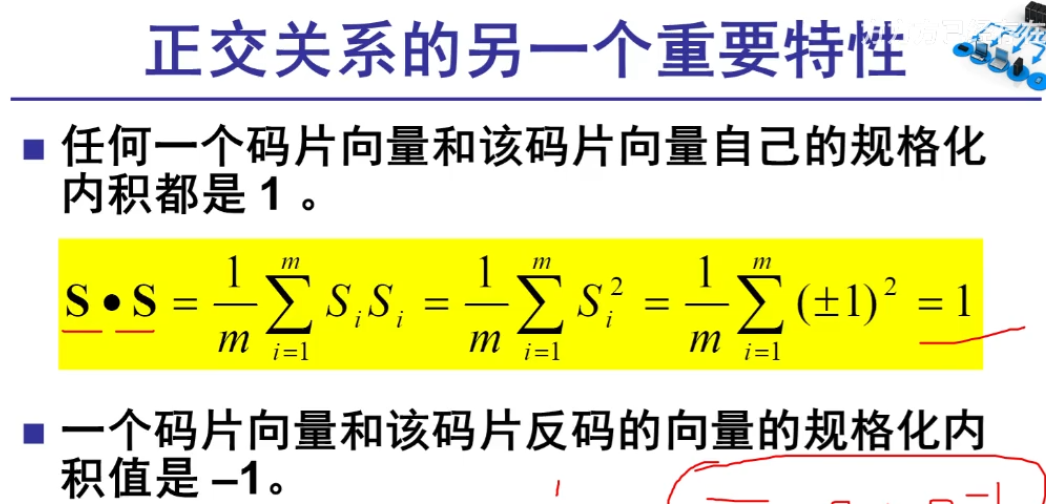 正交关系的另一个重要特性
■ 任何一个码片向量和该码片向量自己的规格化
内积都是 1 。
S • S = \frac{1}{m} \sum_{i=1}^{m} S_i S_i = \frac{1}{m} \sum_{i=1}^{m} S_i^2 = \frac{1}{m} \sum_{i=1}^{m} (±1)^2 = 1
■ 一个码片向量和该码片反码的向量的规格化内
积值是 –1。